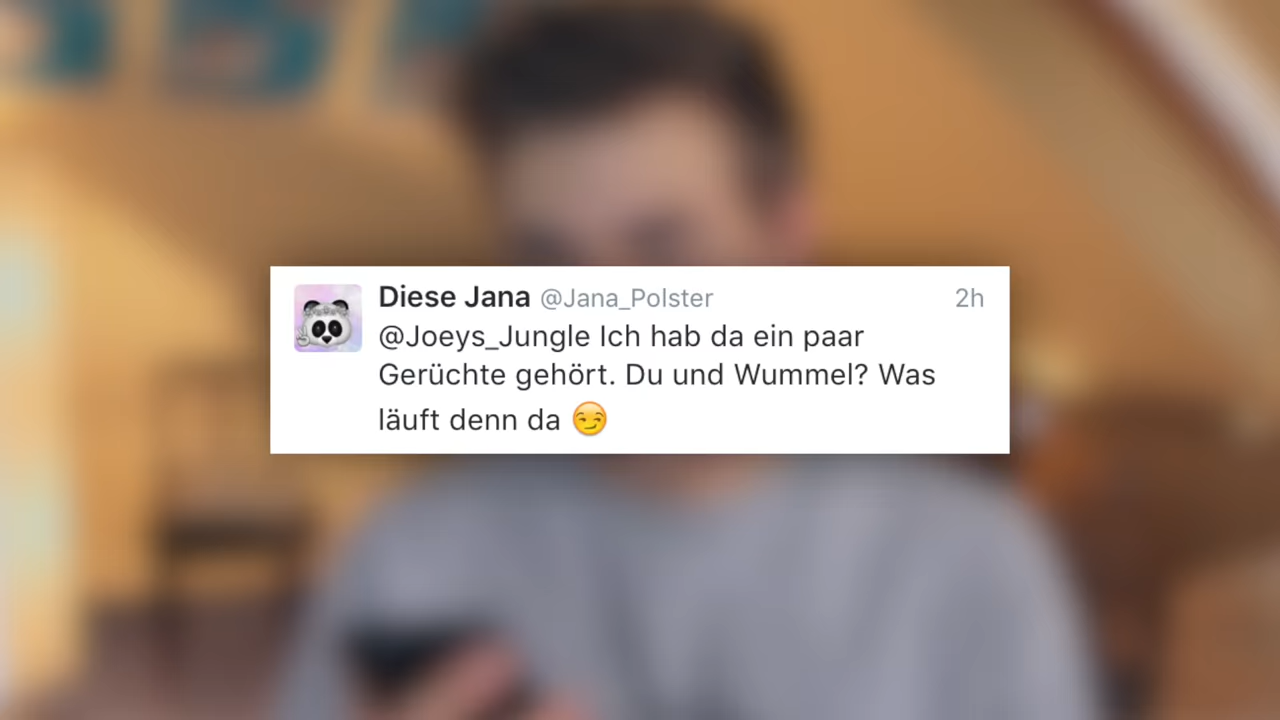 Diese Jana @Jana_Polster 2h
@Joeys_Jungle Ich hab da ein paar
Gerüchte gehört. Du und Wummel? Was
läuft denn da 😏